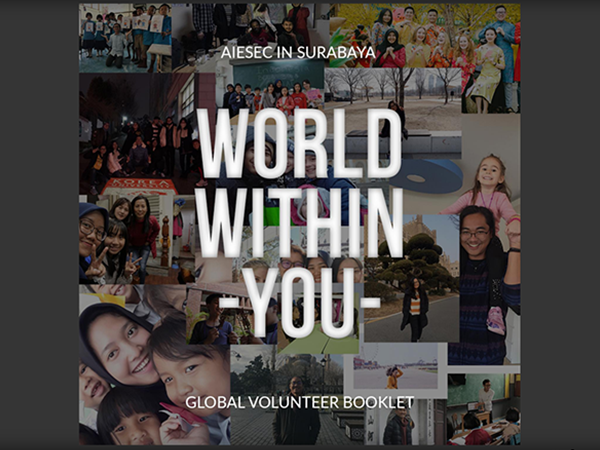 AIESEC IN SURABAYA
WORLD
WITHIN
-YOU-
GLOBAL VOLUNTEER BOOKLET